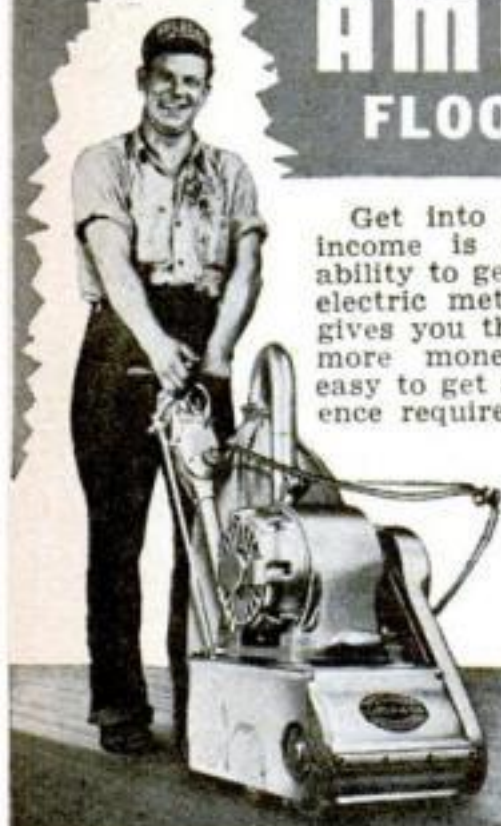 AM
FLOO
Get into
income is
ability to ge
electric met
gives you th
more mone
easy to get
ence require